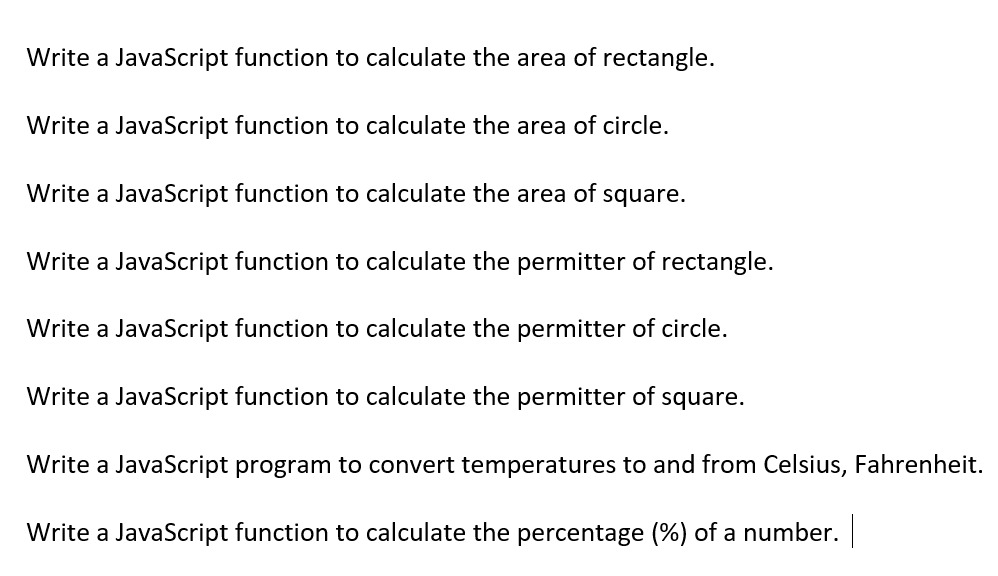 Write a JavaScript function to calculate the area of rectangle.
Write a JavaScript function to calculate the area of circle.
Write a JavaScript function to calculate the area of square.
Write a JavaScript function to calculate the permitter of rectangle.
Write a JavaScript function to calculate the permitter of circle.
Write a JavaScript function to calculate the permitter of square.
Write a JavaScript program to convert temperatures to and from Celsius, Fahrenheit.
Write a JavaScript function to calculate the percentage (%) of a number.